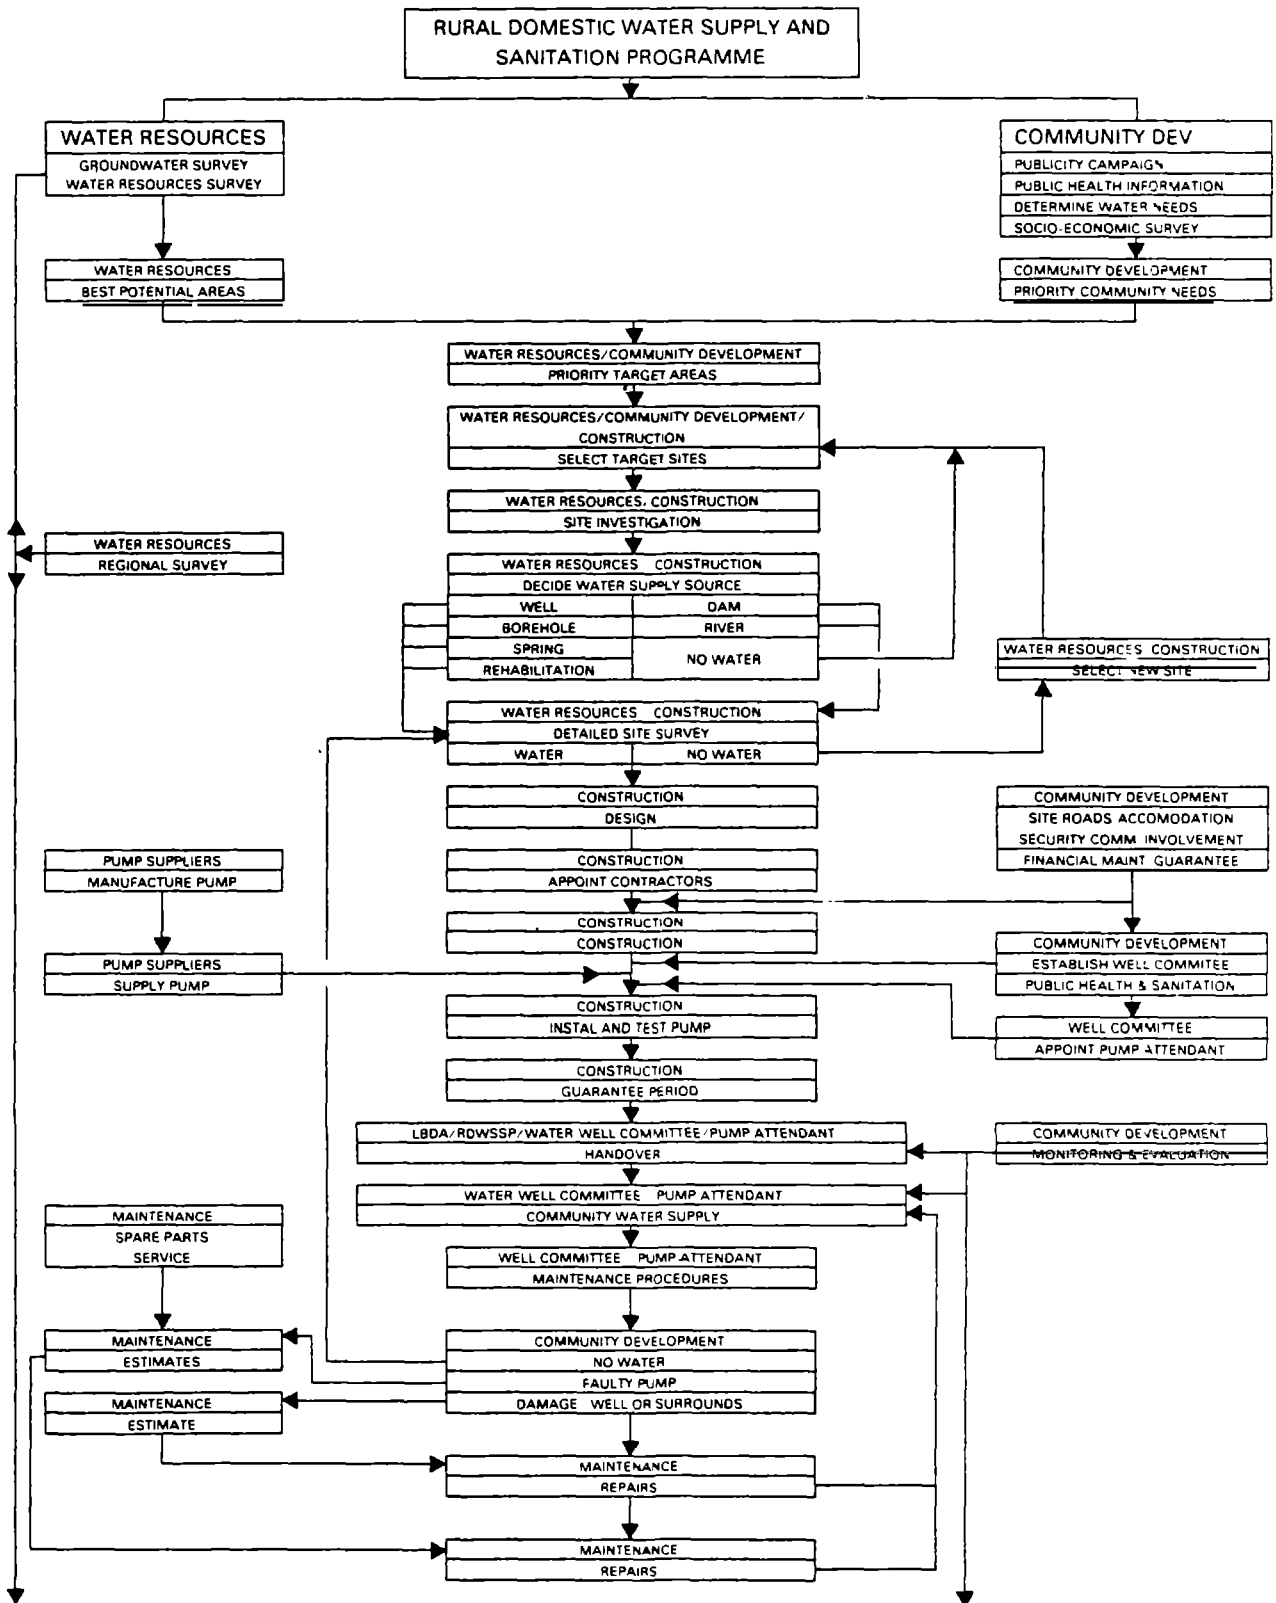 RURAL DOMESTIC WATER SUPPLY AND
SANITATION PROGRAMME
WATER RESOURCES
GROUNDWATER SURVEY
WATER RESOURCES SURVEY
COMMUNITY DEV
PUBLICITY CAMPAIGN
PUBLIC HEALTH INFORMATION
DETERMINE WATER NEEDS
SOCIO-ECONOMIC SURVEY
WATER RESOURCES
BEST POTENTIAL AREAS
COMMUNITY DEVELOPMENT
PRIORITY COMMUNITY NEEDS
WATER RESOURCES/COMMUNITY DEVELOPMENT
PRIORITY TARGET AREAS
WATER RESOURCES/COMMUNITY DEVELOPMENT/
CONSTRUCTION
SELECT TARGET SITES
WATER RESOURCES, CONSTRUCTION
SITE INVESTIGATION
WATER RESOURCES
REGIONAL SURVEY
WATER RESOURCES CONSTRUCTION
DECIDE WATER SUPPLY SOURCE
WELL
DAM
BOREHOLE
RIVER
SPRING
NO WATER
REHABILITATION
WATER RESOURCES CONSTRUCTION
SELECT NEW SITE
WATER RESOURCES CONSTRUCTION
DETAILED SITE SURVEY
WATER
NO WATER
CONSTRUCTION
DESIGN
COMMUNITY DEVELOPMENT
SITE ROADS ACCOMODATION
SECURITY COMM INVOLVEMENT
FINANCIAL MAINT GUARANTEE
PUMP SUPPLIERS
MANUFACTURE PUMP
CONSTRUCTION
APPOINT CONTRACTORS
CONSTRUCTION
CONSTRUCTION
COMMUNITY DEVELOPMENT
ESTABLISH WELL COMMITEE
PUBLIC HEALTH & SANITATION
PUMP SUPPLIERS
SUPPLY PUMP
CONSTRUCTION
INSTAL AND TEST PUMP
WELL COMMITTEE
APPOINT PUMP ATTENDANT
CONSTRUCTION
GUARANTEE PERIOD
LBDA/RDWSSP/WATER WELL COMMITTEE/PUMP ATTENDANT
HANDOVER
COMMUNITY DEVELOPMENT
MONITORING & EVALUATION
WATER WELL COMMITTEE PUMP ATTENDANT
COMMUNITY WATER SUPPLY
MAINTENANCE
SPARE PARTS
SERVICE
WELL COMMITTEE PUMP ATTENDANT
MAINTENANCE PROCEDURES
MAINTENANCE
ESTIMATES
COMMUNITY DEVELOPMENT
NO WATER
FAULTY PUMP
DAMAGE WELL OR SURROUNDS
MAINTENANCE
ESTIMATE
MAINTENANCE
REPAIRS
MAINTENANCE
REPAIRS